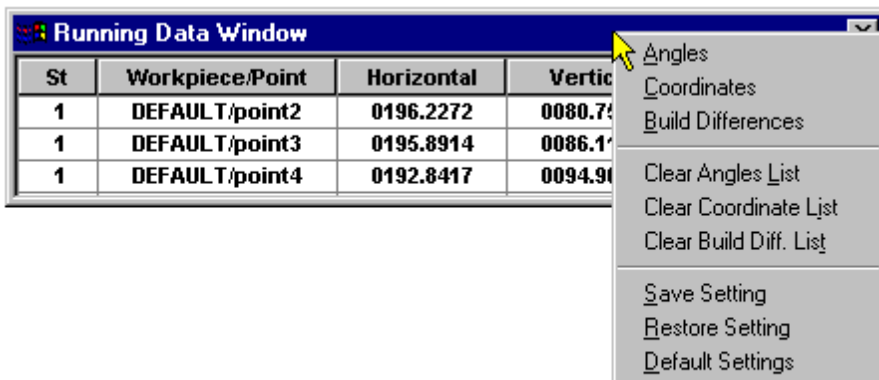 Running Data Window
St Workpiece/Point Horizontal
1 DEFAULT/point2 0196.2272
1 DEFAULT/point3 0195.8914
1 DEFAULT/point4 0192.8417
Angles
Coordinates
Build Differences
Clear Angles List
Clear Coordinate List
Clear Build Diff. List
Save Setting
Restore Setting
Default Settings